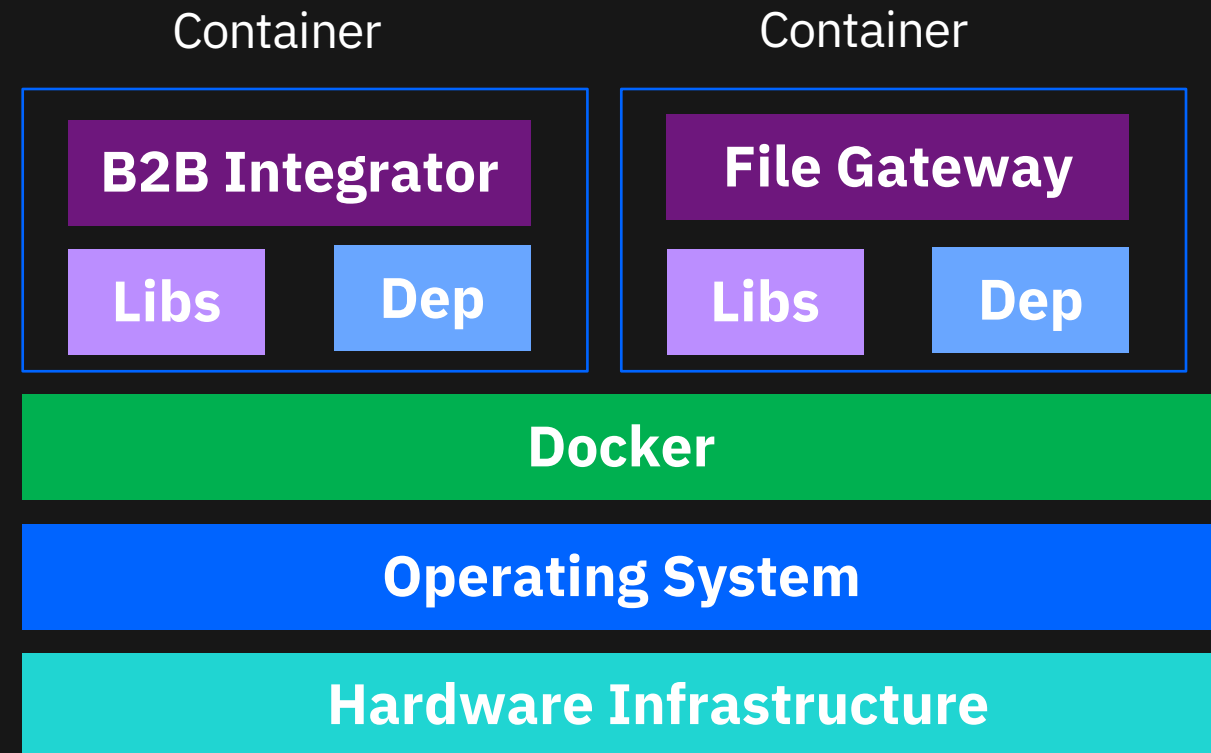 Container
Container
B2B Integrator
File Gateway
Libs
Dep
Libs
Dep
Docker
Operating System
Hardware Infrastructure